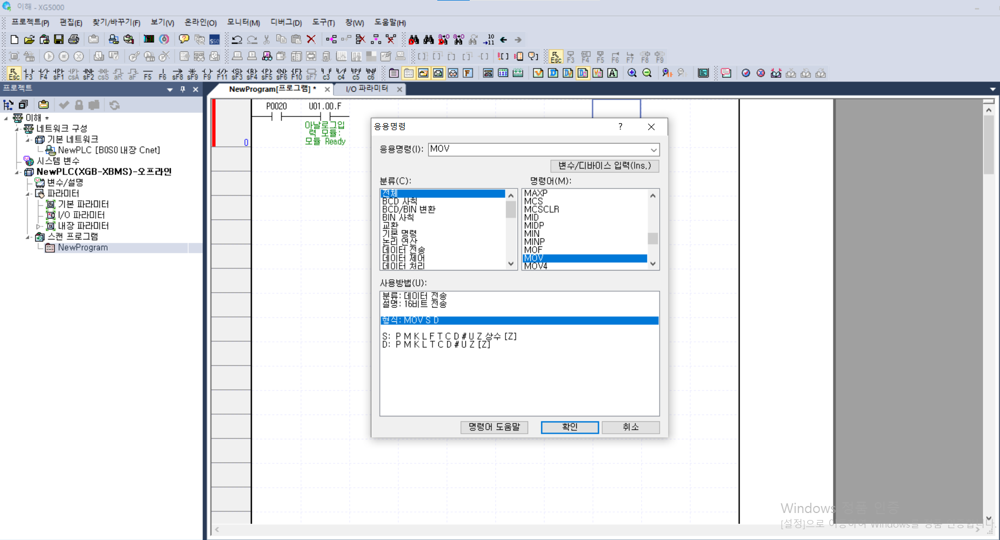 이해 - XG5000
프로젝트(P) 편집(E) 찾기/바꾸기(F) 보기(V) 온라인(O) 모니터(M) 디버그(D) 도구(T) 창(W) 도움말(H)
Esc F3 F4 F5 F6 F7 F8 F9
Esc F3 F4 sF1 csA sF2 csS aR aF F5 F6 sF8 sF9 F9 F11 sF3 sF4 sF5 sF6 F10 sF7 c3 c4 c5 c6
프로젝트
NewProgram[프로그램] *
I/O 파라미터
이해 *
네트워크 구성
기본 네트워크
NewPLC [B0S0 내장 Cnet]
시스템 변수
NewPLC(XGB-XBMS)-오프라인
변수/설명
파라미터
기본 파라미터
I/O 파라미터
내장 파라미터
스캔 프로그램
NewProgram
P0020 U01.00.F
아날로그입
력 모듈:
모듈 Ready
0
응용명령
?
응용명령(I): MOV
변수/디바이스 입력(Ins.)
분류(C):
전체
BCD 사칙
BCD/BIN 변환
BIN 사칙
교환
기본 명령
논리 연산
데이터 전송
데이터 제어
데이터 처리
명령어(M):
MAXP
MCS
MCSCLR
MID
MIDP
MIN
MINP
MOF
MOV
MOV4
사용방법(U):
분류: 데이터 전송
설명: 16비트 전송
형식: MOV S D
S: P M K L F T C D # U Z 상수 [Z]
D: P M K L T C D # U Z [Z]
명령어 도움말
확인
취소
Windows 정품 인증
[설정]으로 이동하여 Windows를 정품 인증합니다.